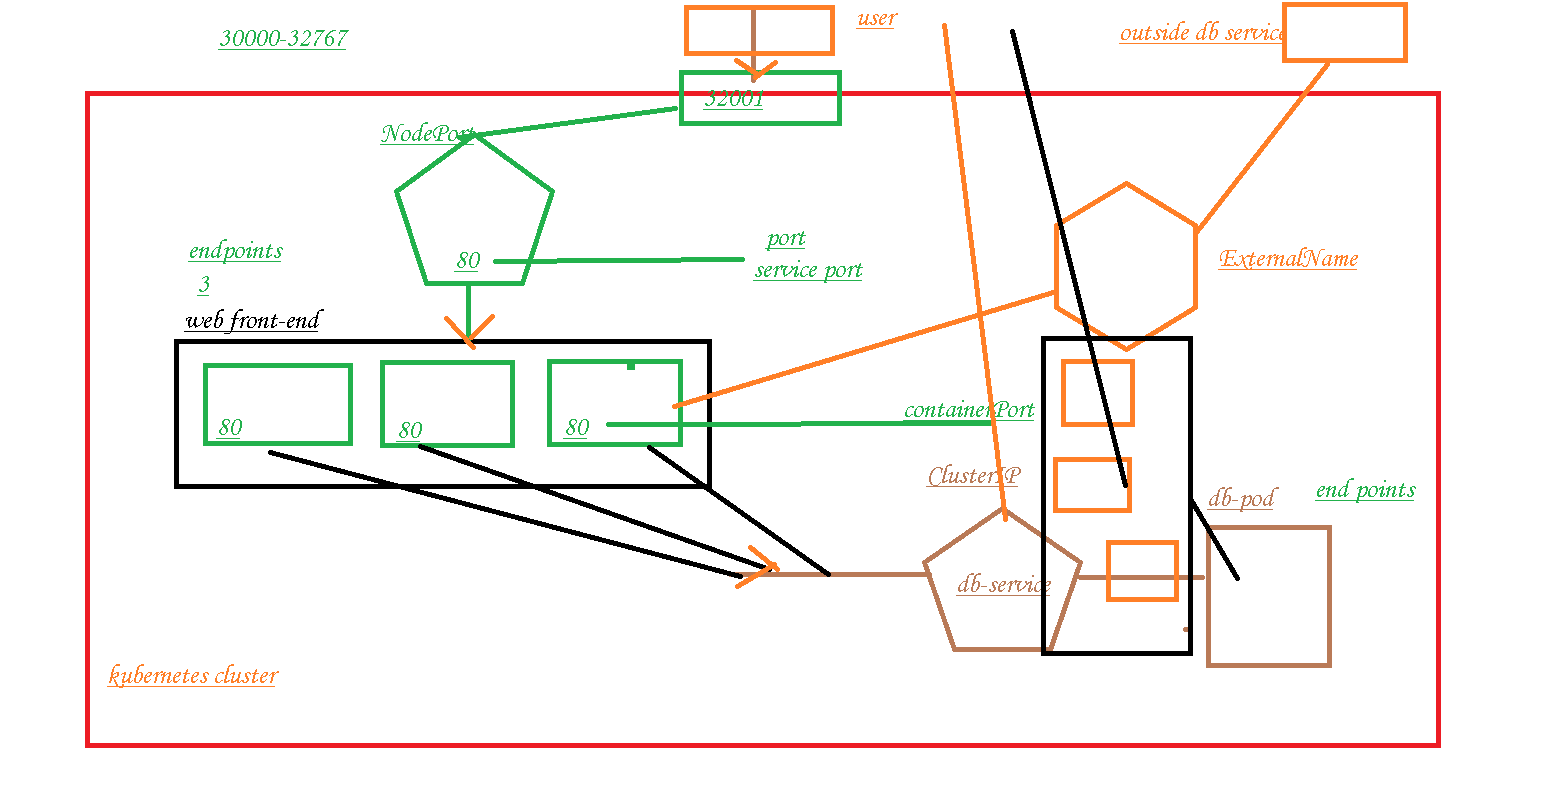 user
outside db service
30000-32767
32001
NodePort
port
80
service port
endpoints
3
ExternalName
web front-end
80
80
80
containerPort
ClusterIP
db-pod
end points
db-service
kubernetes cluster